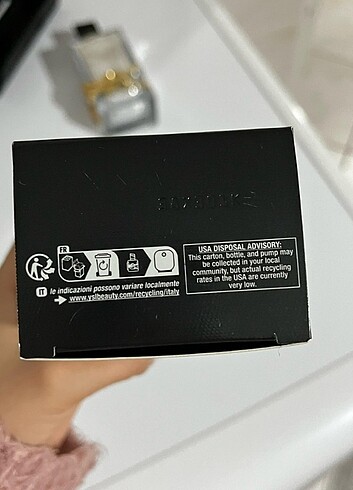 FR
IT le indicazioni possono variare localmente
www.yslbeauty.com/recycling/italy
USA DISPOSAL ADVISORY:
This carton, bottle, and pump may
be collected in your local
community, but actual recycling
rates in the USA are currently
very low.